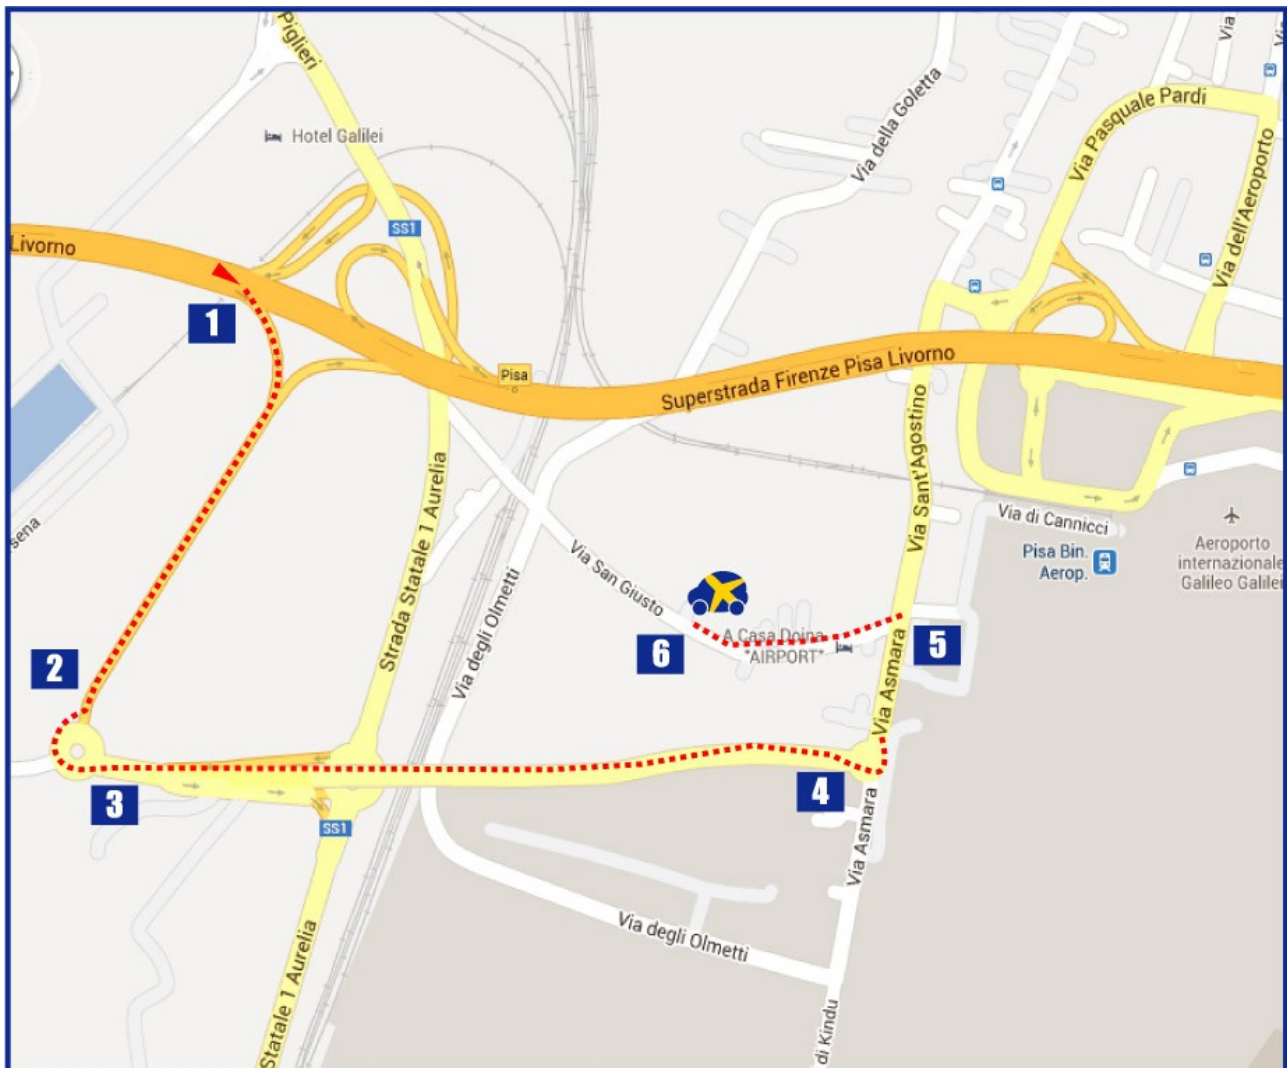 Piglieri
Via
Hotel Galilei
Via della Goletta
Via Pasquale Pardi
Via dell'Aeroporto
SS1
Livorno
1
Pisa
Superstrada Firenze Pisa Livorno
Strada Statale 1 Aurelia
Via Sant'Agostino
Via di Cannicci
Pisa Bin.
Aerop.
Aeroporto
internazionale
Galileo Galilei
sena
Via San Giusto
Via degli Olmetti
A Casa Doina
"AIRPORT"
6
5
2
Via Asmara
3
4
SS1
Via Asmara
Via degli Olmetti
Statale 1 Aurelia
di Kindu